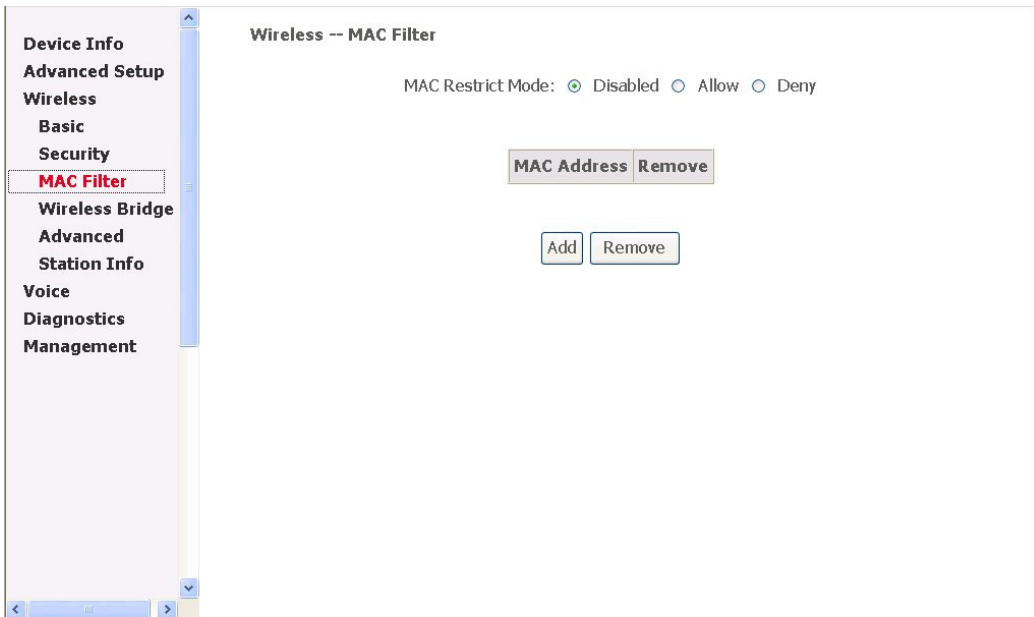 Device Info
Advanced Setup
Wireless
Basic
Security
MAC Filter
Wireless Bridge
Advanced
Station Info
Voice
Diagnostics
Management
Wireless -- MAC Filter
MAC Restrict Mode: Disabled Allow Deny
MAC Address Remove
Add Remove